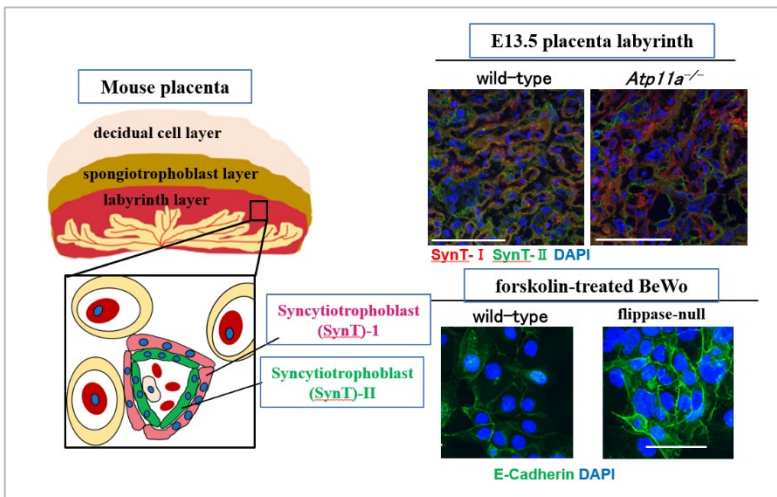 Mouse placenta
decidual cell layer
spongiotrophoblast layer
labyrinth layer
Syncytiotrophoblast
(SynT)-1
Syncytiotrophoblast
(SynT)-II
E13.5 placenta labyrinth
wild-type Atp11a-/-
SynT-Ⅰ SynT-Ⅱ DAPI
forskolin-treated BeWo
wild-type flippase-null
E-Cadherin DAPI